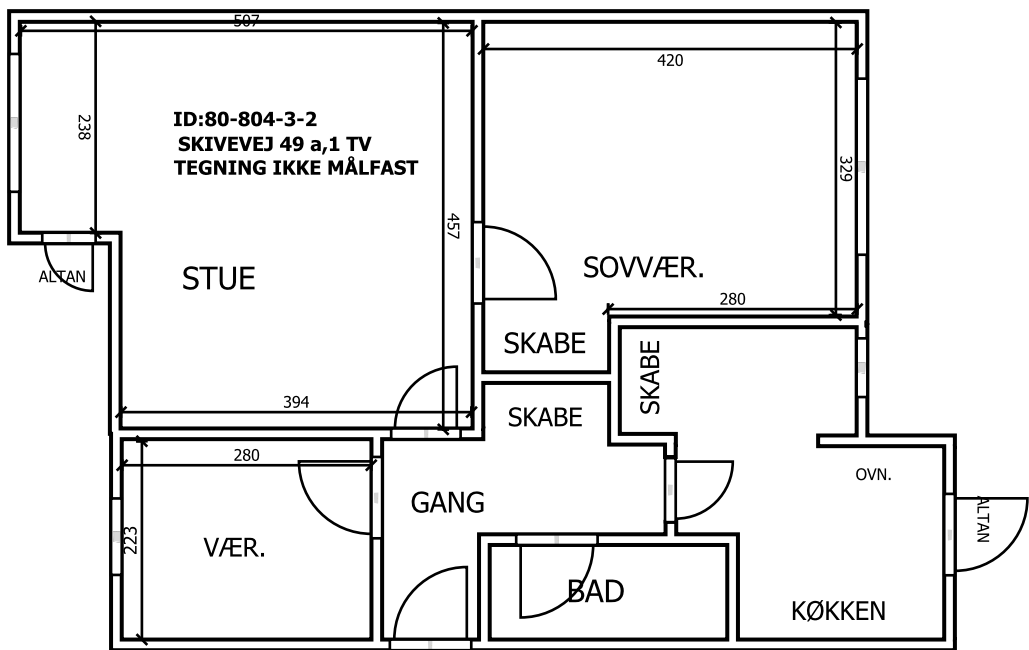 507
420
238
ID:80-804-3-2
SKIVEVEJ 49 a,1 TV
TEGNING IKKE MÅLFAST
329
457
ALTAN
STUE
SOVVÆR.
280
SKABE
SKABE
394
SKABE
280
OVN.
GANG
ALTAN
223
VÆR.
BAD
KØKKEN